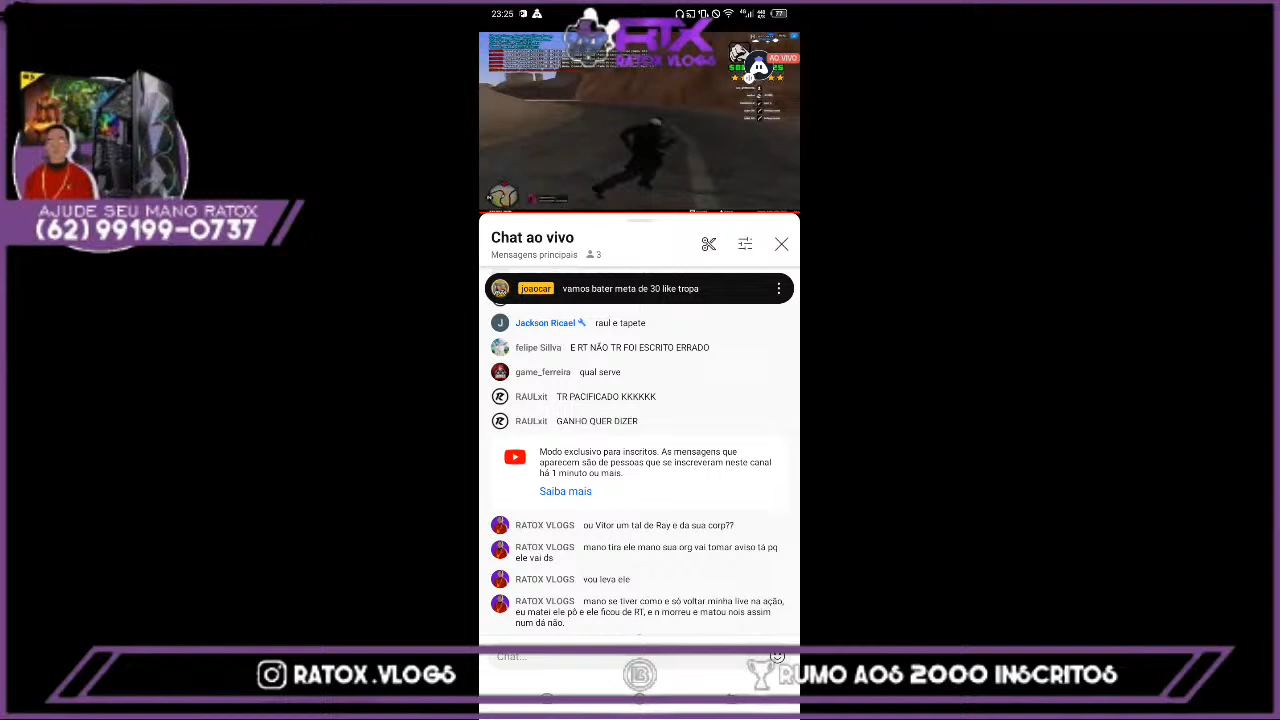 23:25
RTX
RATOX VLOGS
AO VIVO
AJUDE SEU MANO RATOX
(62) 99199-0737
Chat ao vivo
Mensagens principais 3
joaocar vamos bater meta de 30 like tropa
Jackson Ricael raul e tapete
felipe Sillva E RT NÃO TR FOI ESCRITO ERRADO
game_ferreira qual serve
RAULxit TR PACIFICADO KKKKKK
RAULxit GANHO QUER DIZER
Modo exclusivo para inscritos. As mensagens que
aparecem são de pessoas que se inscreveram neste canal
há 1 minuto ou mais.
Saiba mais
RATOX VLOGS ou Vitor um tal de Ray e da sua corp??
RATOX VLOGS mano tira ele mano sua org vai tomar aviso tá pq
ele vai ds
RATOX VLOGS vou leva ele
RATOX VLOGS mano se tiver como e só voltar minha live na ação,
eu matei ele pô e ele ficou de RT, e n morreu e matou nois assim
num dá não.
Chat...
RATOX.VLOGS
RUMO AOS 2000 INSCRITOS